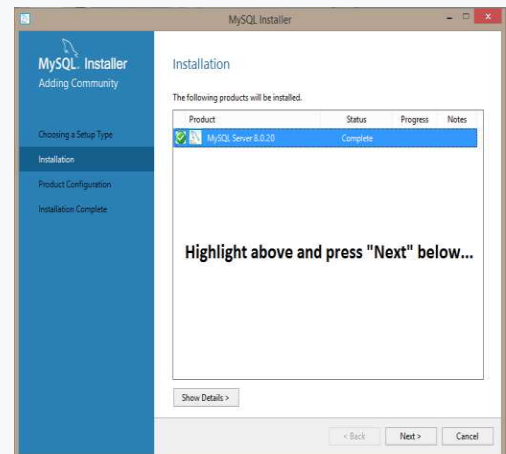 MySQL Installer
MySQL. Installer
Adding Community
Choosing a Setup Type
Installation
Product Configuration
Installation Complete
Installation
The following products will be installed.
Product Status Progress Notes
MySQL Server 8.0.20 Complete
Highlight above and press "Next" below...
Show Details >
< Back Next > Cancel